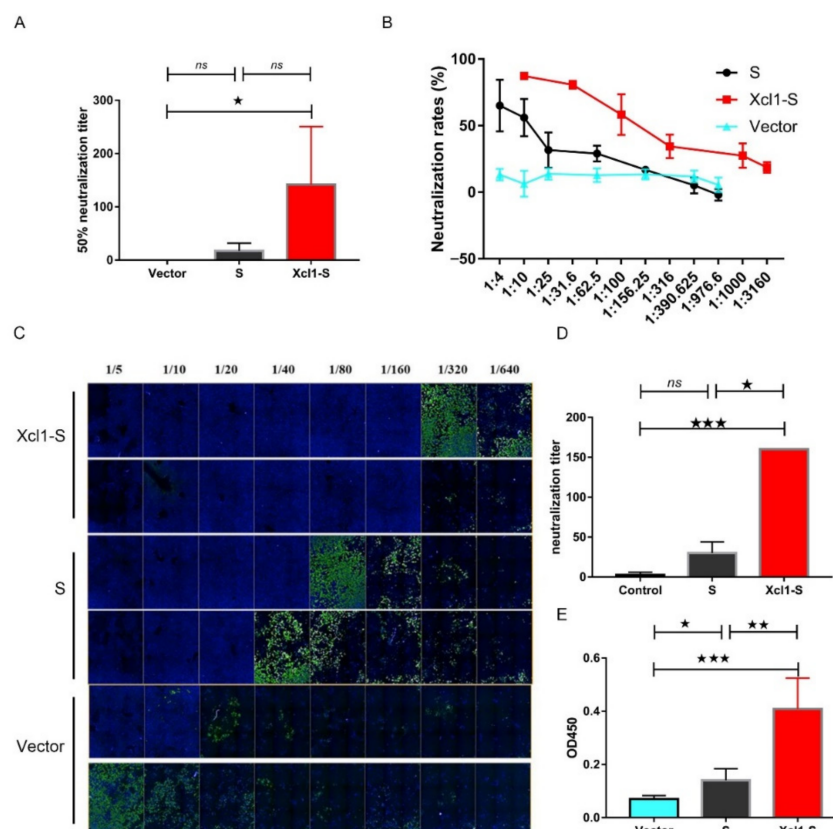 A
ns
ns
★
50% neutralization titer
300
200
100
0
Vector
S
Xcl1-S
B
Neutralization rates (%)
100
50
0
−50
S
Xcl1-S
Vector
1:4
1:10
1:25
1:31.6
1:62.5
1:100
1:156.25
1:316
1:390.625
1:976.6
1:1000
1:3160
C
1/5
1/10
1/20
1/40
1/80
1/160
1/320
1/640
Xcl1-S
S
Vector
D
ns
★
★★★
neutralization titer
200
150
100
50
0
Control
S
Xcl1-S
E
★
★★
★★★
OD450
0.6
0.4
0.2
0.0
Vector
S
Xcl1-S